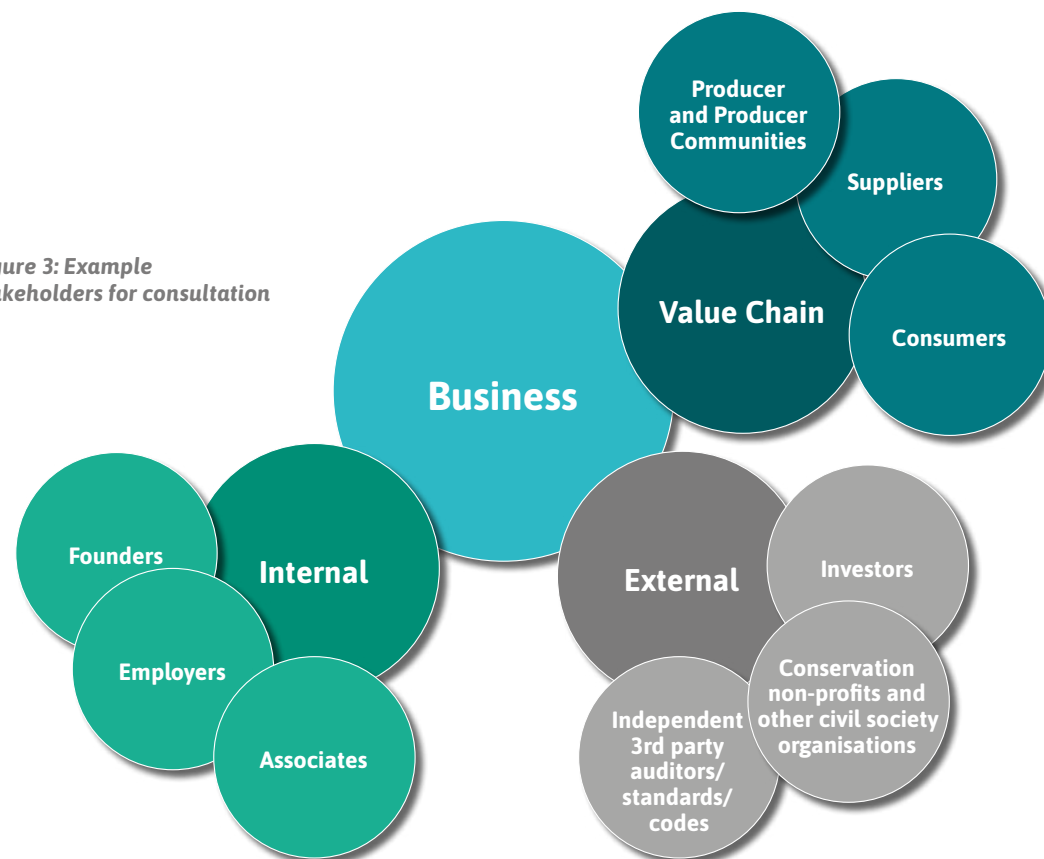 Producer
and Producer
Communities
Suppliers
ure 3: Example
keholders for consultation
Value Chain
Consumers
Business
Founders
Internal
External
Investors
Employers
Conservation
non-profits and
other civil society
organisations
Associates
Independent
3rd party
auditors/
standards/
codes